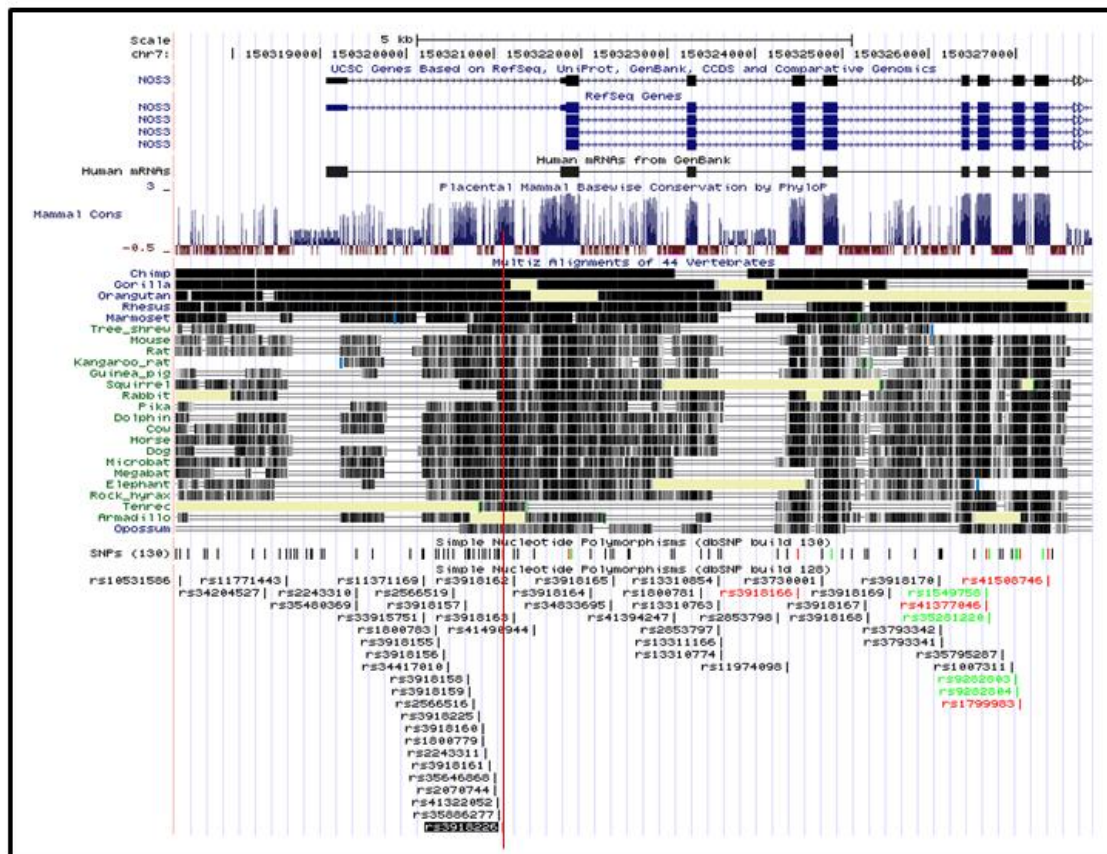 Scale 5 kb
chr7: 150319000 150320000 150321000 150322000 150323000 150324000 150325000 150326000 150327000
UCSC Genes Based on RefSeq, UniProt, GenBank, CCDS and Comparative Genomics
NOS3
RefSeq Genes
NOS3
NOS3
NOS3
NOS3
Human mRNAs from GenBank
Human mRNAs
Placental Mammal Basewise Conservation by PhyloP
3
Mammal Cons
-0.5
Multiz Alignments of 44 Vertebrates
Chimp
Gorilla
Orangutan
Rhesus
Marmoset
Tree_shrew
Mouse
Rat
Kangaroo_rat
Guinea_pig
Squirrel
Rabbit
Pika
Dolphin
Cow
Horse
Dog
Microbat
Megabat
Elephant
Rock_hyrax
Tenrec
Armadillo
Opossum
Simple Nucleotide Polymorphisms (dbSNP build 130)
SNPs (130)
Simple Nucleotide Polymorphisms (dbSNP build 128)
rs10531586 rs11771443 rs11371169 rs3918162 rs3918165 rs13310854 rs3730001 rs3918170 rs41508746
rs34204527 rs2243310 rs2566519 rs3918164 rs1800781 rs3918166 rs3918169 rs1549758
rs35480369 rs3918157 rs34833695 rs13310763 rs3918167 rs41377046
rs33915751 rs3918163 rs41394247 rs2853798 rs3918168 rs35281220
rs1800783 rs41490944 rs2853797 rs3793342
rs3918155 rs13311166 rs3793341
rs3918156 rs13310774 rs35795287
rs34417010 rs11974098 rs1007311
rs3918158 rs9282803
rs3918159 rs9282804
rs2566516 rs1799983
rs3918225
rs3918160
rs1800779
rs2243311
rs3918161
rs35646868
rs2070744
rs41322052
rs35886277
rs3918226